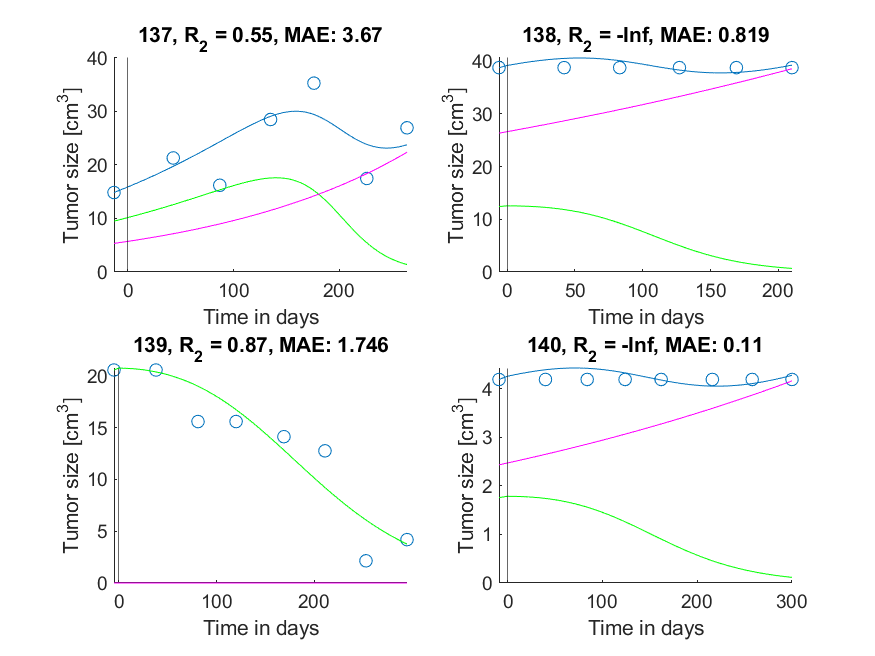 137, R2 = 0.55, MAE: 3.67
40
30
20
10
0
Tumor size [cm3]
0 100 200
Time in days
138, R2 = -Inf, MAE: 0.819
40
30
20
10
0
Tumor size [cm3]
0 50 100 150 200
Time in days
139, R2 = 0.87, MAE: 1.746
20
15
10
5
0
Tumor size [cm3]
0 100 200
Time in days
140, R2 = -Inf, MAE: 0.11
4
3
2
1
0
Tumor size [cm3]
0 100 200 300
Time in days